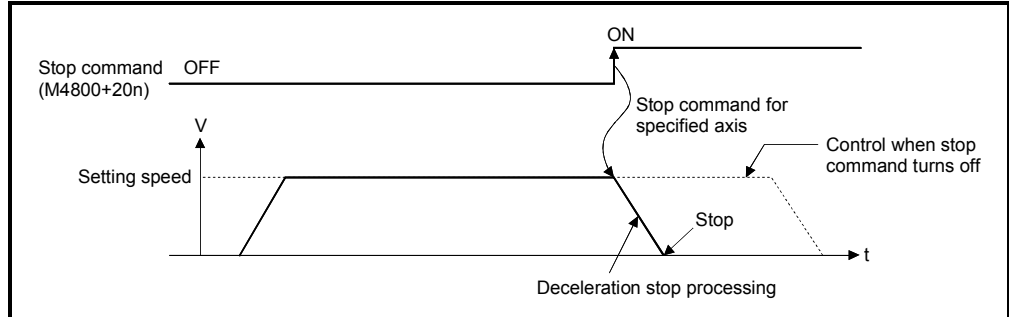 ON
Stop command OFF
(M4800+20n)
Stop command for
specified axis
V
Control when stop
command turns off
Setting speed
Stop
t
Deceleration stop processing